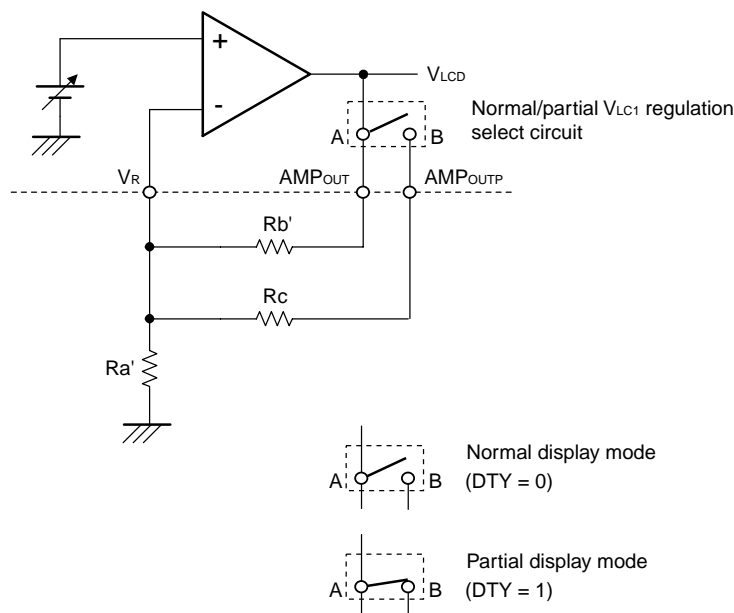 +
-
VLCD
Normal/partial VLC1 regulation
select circuit
A B
VR AMPOUT AMPOUTP
Rb'
Rc
Ra'
Normal display mode
A B (DTY = 0)
Partial display mode
A B (DTY = 1)